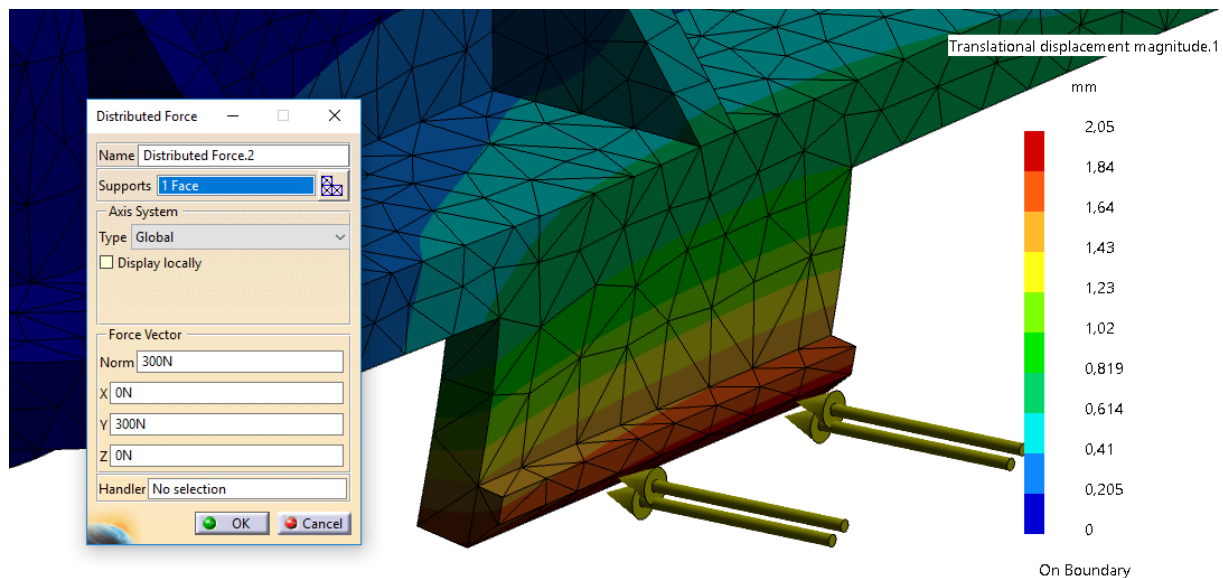 Distributed Force
Name Distributed Force.2
Supports 1 Face
Axis System
Type Global
Display locally
Force Vector
Norm 300N
X 0N
Y 300N
Z 0N
Handler No selection
OK Cancel
Translational displacement magnitude.1
mm
2,05
1,84
1,64
1,43
1,23
1,02
0,819
0,614
0,41
0,205
0
On Boundary